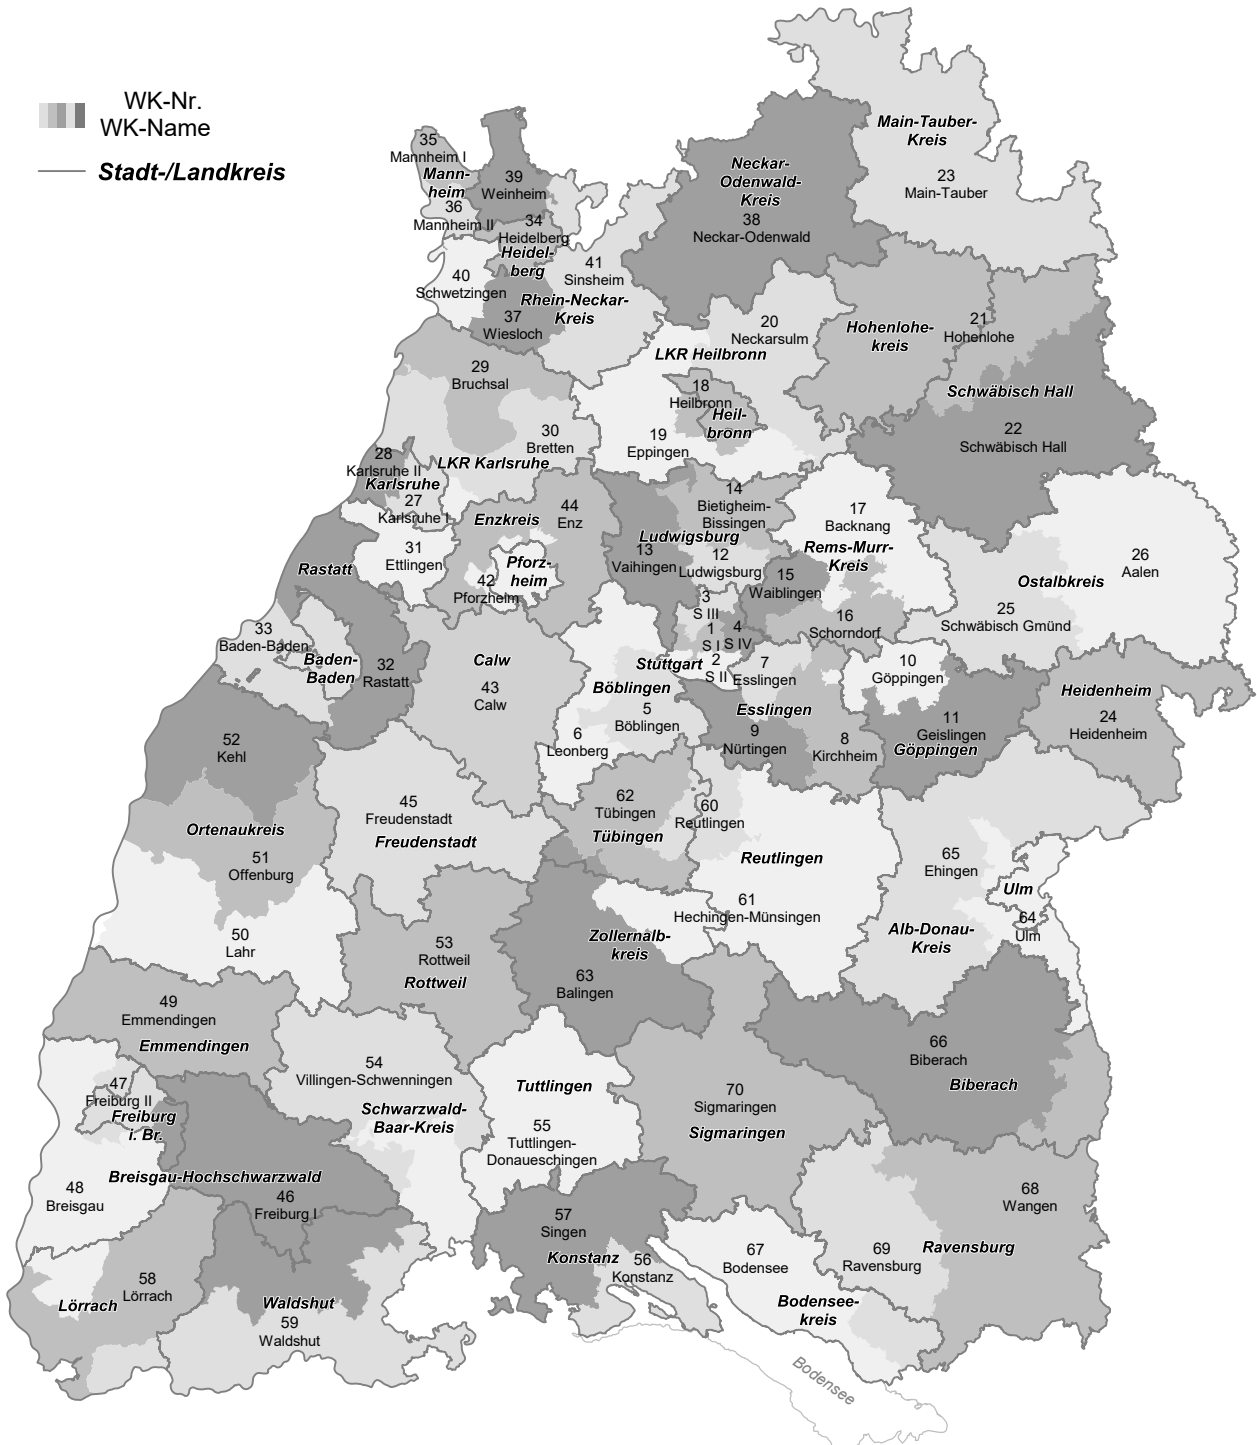 WK-Nr.
WK-Name
Stadt-/Landkreis
Main-Tauber-
Kreis
23
Main-Tauber
35
Mannheim I
Mann-
heim
36
Mannheim II
39
Weinheim
Neckar-
Odenwald-
Kreis
38
Neckar-Odenwald
34
Heidelberg
Heidel-
berg
40
Schwetzingen
41
Sinsheim
Rhein-Neckar-
Kreis
37
Wiesloch
20
Neckarsulm
LKR Heilbronn
Hohenlohe-
kreis
21
Hohenlohe
29
Bruchsal
18
Heilbronn
Heil-
bronn
Schwäbisch Hall
22
Schwäbisch Hall
30
Bretten
19
Eppingen
28
Karlsruhe II
Karlsruhe
LKR Karlsruhe
27
Karlsruhe I
44
Enz
Enzkreis
14
Bietigheim-
Bissingen
17
Backnang
Rems-Murr-
Kreis
Ludwigsburg
13
Vaihingen
12
Ludwigsburg
31
Ettlingen
Pforz-
heim
42
Pforzheim
15
Waiblingen
26
Aalen
Ostalbkreis
25
Schwäbisch Gmünd
Rastatt
3
S III
1
S I
4
S IV
16
Schorndorf
33
Baden-Baden
Baden-
Baden
32
Rastatt
Calw
43
Calw
Stuttgart
2
S II
7
Esslingen
10
Göppingen
Böblingen
5
Böblingen
Esslingen
Heidenheim
24
Heidenheim
6
Leonberg
9
Nürtingen
8
Kirchheim
11
Geislingen
Göppingen
52
Kehl
45
Freudenstadt
Freudenstadt
62
Tübingen
Tübingen
60
Reutlingen
Ortenaukreis
51
Offenburg
Reutlingen
65
Ehingen
Ulm
64
Ulm
61
Hechingen-Münsingen
50
Lahr
53
Rottweil
Rottweil
Zollernalb-
kreis
63
Balingen
Alb-Donau-
Kreis
49
Emmendingen
Emmendingen
66
Biberach
Biberach
54
Villingen-Schwenningen
Schwarzwald-
Baar-Kreis
Tuttlingen
55
Tuttlingen-
Donaueschingen
70
Sigmaringen
Sigmaringen
47
Freiburg II
Freiburg
i. Br.
Breisgau-Hochschwarzwald
46
Freiburg I
48
Breisgau
68
Wangen
57
Singen
Konstanz
56
Konstanz
67
Bodensee
69
Ravensburg
Ravensburg
58
Lörrach
Lörrach
Waldshut
59
Waldshut
Bodensee-
kreis
Bodensee